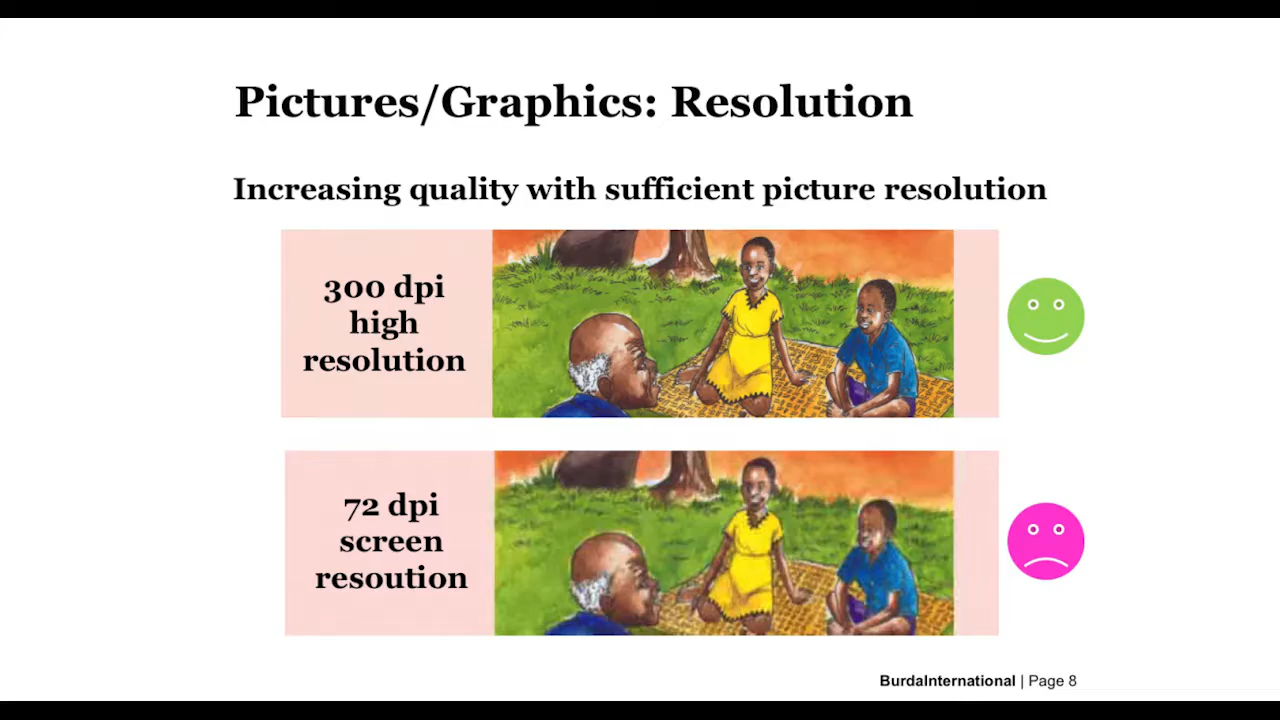 Pictures/Graphics: Resolution
Increasing quality with sufficient picture resolution
300 dpi
high
resolution
72 dpi
screen
resoution
BurdaInternational | Page 8